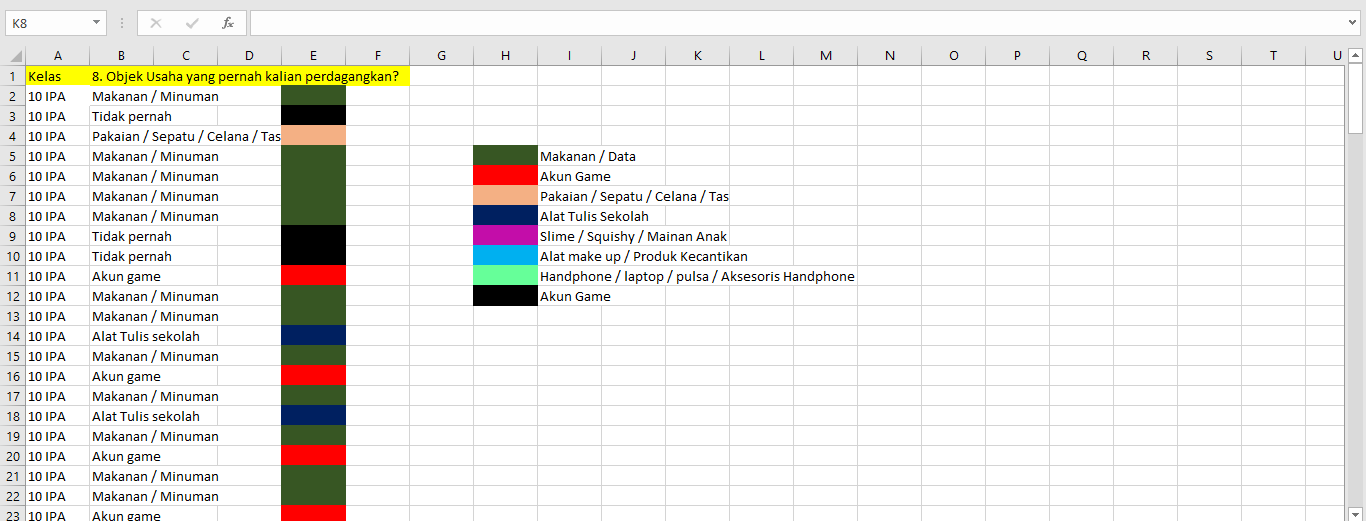 K8 fx
A B C D E F G H I J K L M N O P Q R S T U
1 Kelas 8. Objek Usaha yang pernah kalian perdagangkan?
2 10 IPA Makanan / Minuman
3 10 IPA Tidak pernah
4 10 IPA Pakaian / Sepatu / Celana / Tas
5 10 IPA Makanan / Minuman Makanan / Data
6 10 IPA Makanan / Minuman Akun Game
7 10 IPA Makanan / Minuman Pakaian / Sepatu / Celana / Tas
8 10 IPA Makanan / Minuman Alat Tulis Sekolah
9 10 IPA Tidak pernah Slime / Squishy / Mainan Anak
10 10 IPA Tidak pernah Alat make up / Produk Kecantikan
11 10 IPA Akun game Handphone / laptop / pulsa / Aksesoris Handphone
12 10 IPA Makanan / Minuman Akun Game
13 10 IPA Makanan / Minuman
14 10 IPA Alat Tulis sekolah
15 10 IPA Makanan / Minuman
16 10 IPA Akun game
17 10 IPA Makanan / Minuman
18 10 IPA Alat Tulis sekolah
19 10 IPA Makanan / Minuman
20 10 IPA Akun game
21 10 IPA Makanan / Minuman
22 10 IPA Makanan / Minuman
23 10 IPA Akun game